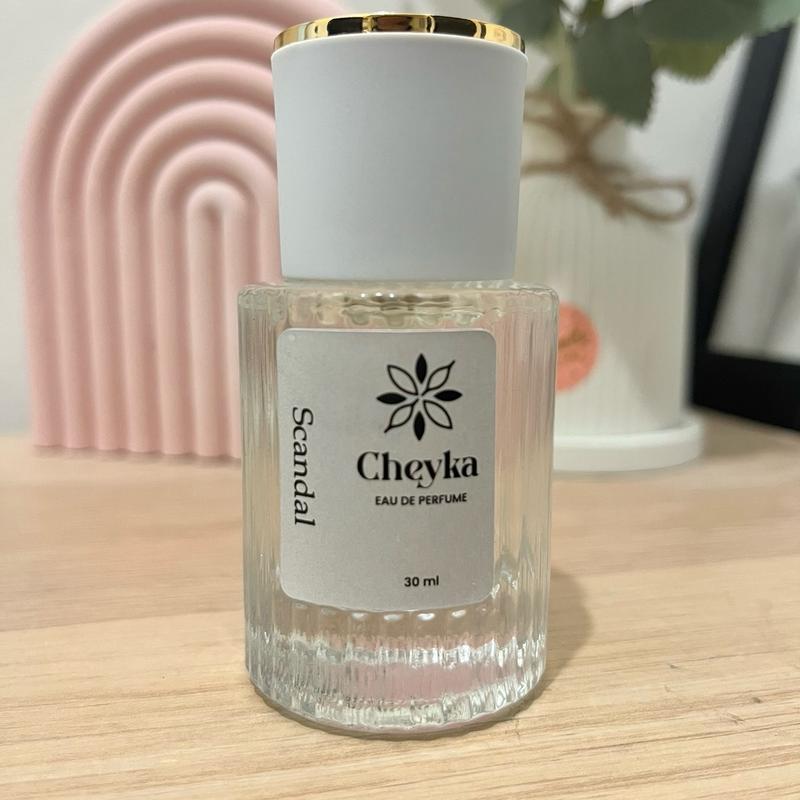 Scandal
Cheyka
EAU DE PERFUME
30 ml